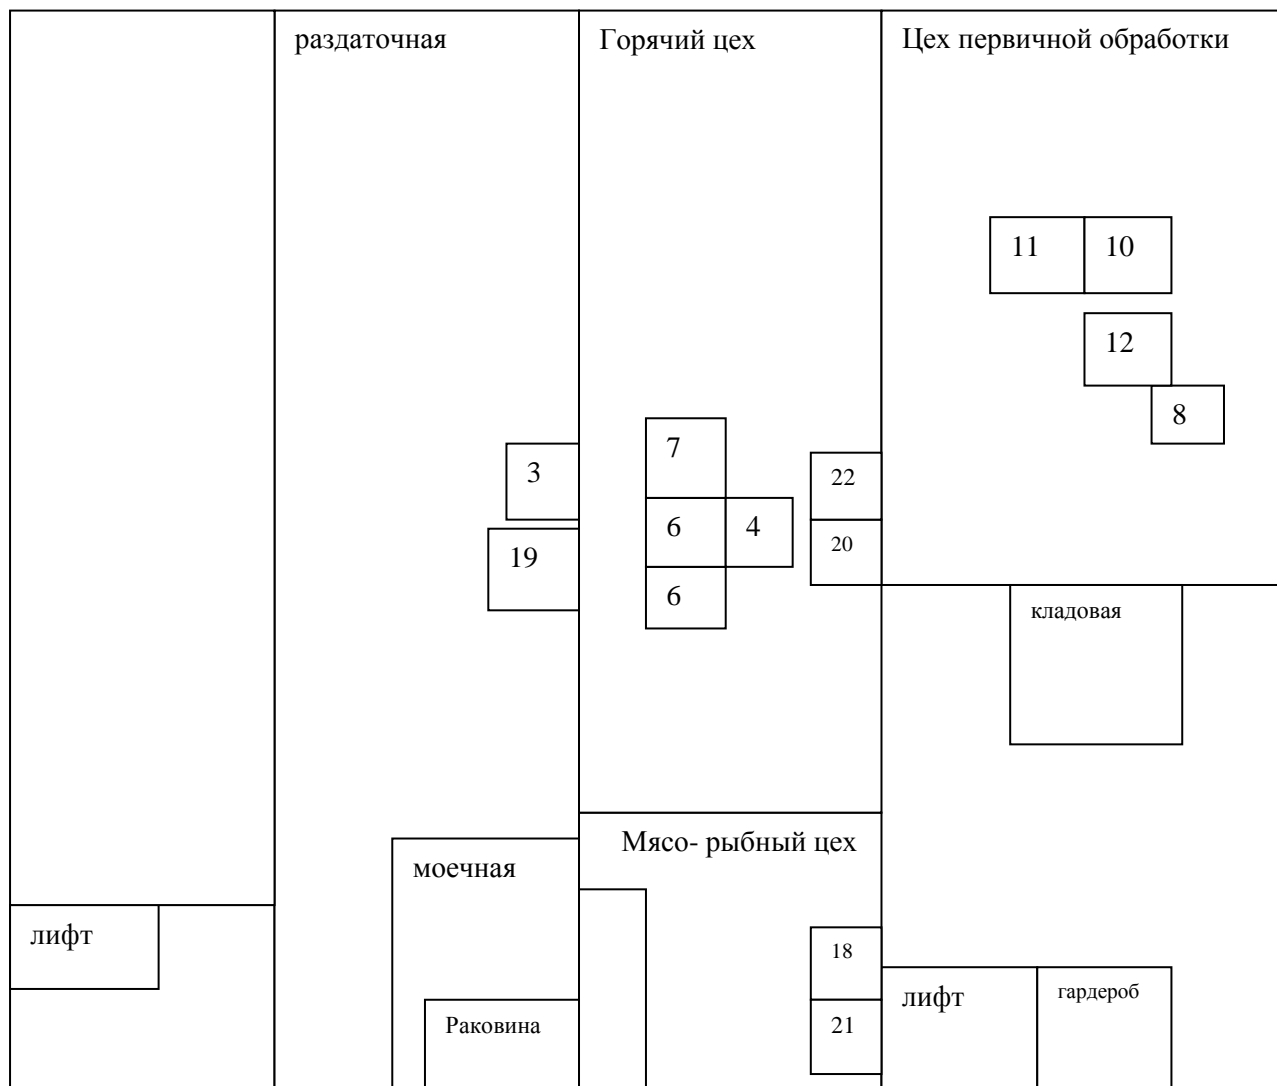 раздаточная
Горячий цех
Цех первичной обработки
11
10
12
8
7
3
22
6
4
20
19
6
кладовая
Мясо- рыбный цех
моечная
лифт
18
лифт
гардероб
Раковина
21